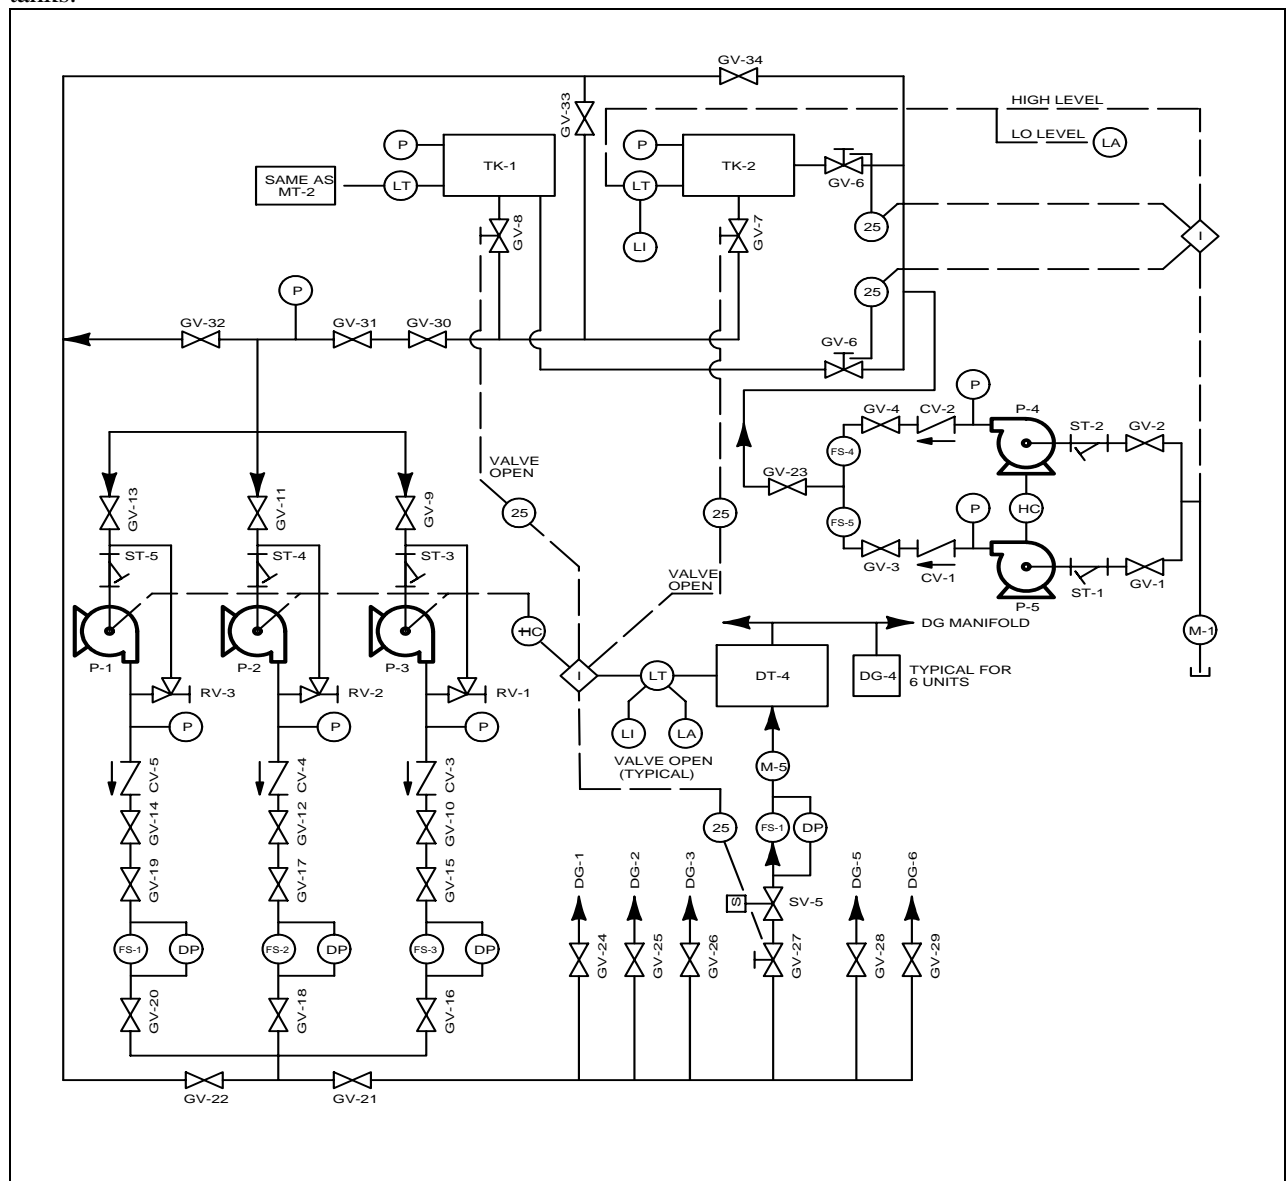 tanks.
GV-34
HIGH LEVEL
GV-33
LO LEVEL
LA
P
TK-1
P
TK-2
SAME AS
MT-2
LT
LT
GV-6
GV-8
LI
GV-7
25
I
P
25
GV-32
GV-31
GV-30
GV-6
P
P-4
GV-4
CV-2
ST-2
GV-2
VALVE
OPEN
FS-4
GV-23
GV-13
GV-11
GV-9
25
25
FS-5
P
HC
ST-5
ST-4
ST-3
GV-3
CV-1
ST-1
GV-1
VALVE
OPEN
P-5
HC
DG MANIFOLD
M-1
P-1
P-2
P-3
I
LT
DT-4
DG-4
TYPICAL FOR
6 UNITS
RV-3
RV-2
RV-1
P
P
P
LI
LA
VALVE OPEN
(TYPICAL)
M-5
CV-5
CV-4
CV-3
GV-14
GV-12
GV-10
25
FS-1
DP
GV-19
GV-17
GV-15
DG-1
DG-2
DG-3
DG-5
DG-6
S
SV-5
FS-1
DP
FS-2
DP
FS-3
DP
GV-24
GV-25
GV-26
GV-27
GV-28
GV-29
GV-20
GV-18
GV-16
GV-22
GV-21